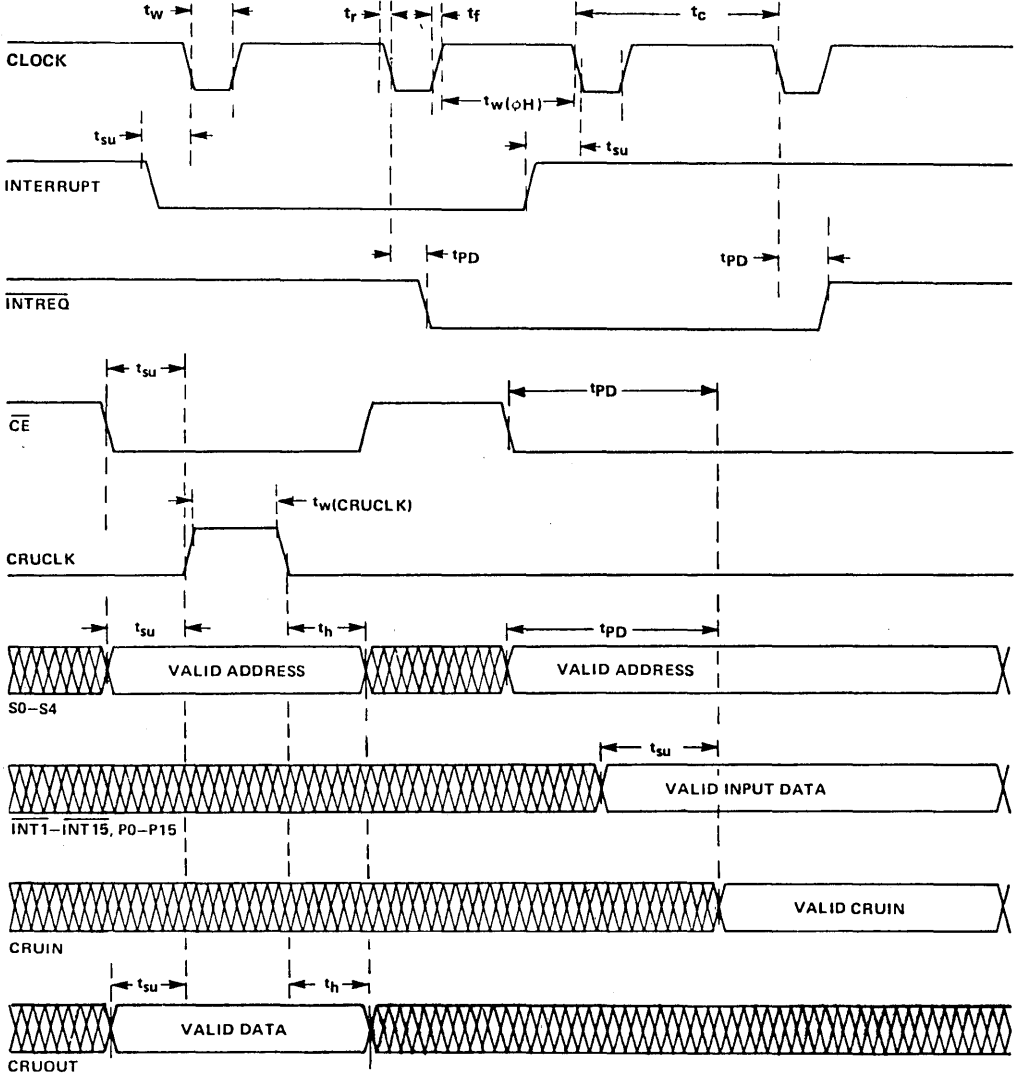 tw tr tf tc
CLOCK
tw(φH)
tsu tsu
INTERRUPT
tPD tPD
INTREQ
tsu tPD
CE
tw(CRUCLK)
CRUCLK
tsu th tPD
VALID ADDRESS VALID ADDRESS
S0–S4
tsu
VALID INPUT DATA
INT1–INT15, P0–P15
VALID CRUIN
CRUIN
tsu th
VALID DATA
CRUOUT